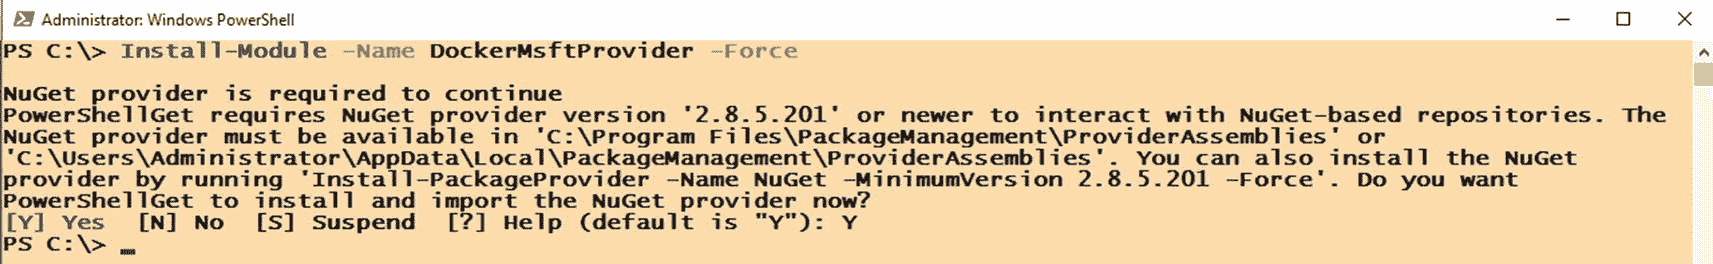 Administrator: Windows PowerShell
PS C:\> Install-Module -Name DockerMsftProvider -Force
NuGet provider is required to continue
PowerShellGet requires NuGet provider version '2.8.5.201' or newer to interact with NuGet-based repositories. The
NuGet provider must be available in 'C:\Program Files\PackageManagement\ProviderAssemblies' or
'C:\Users\Administrator\AppData\Local\PackageManagement\ProviderAssemblies'. You can also install the NuGet
provider by running 'Install-PackageProvider -Name NuGet -MinimumVersion 2.8.5.201 -Force'. Do you want
PowerShellGet to install and import the NuGet provider now?
[Y] Yes  [N] No  [S] Suspend  [?] Help (default is "Y"): Y
PS C:\> _